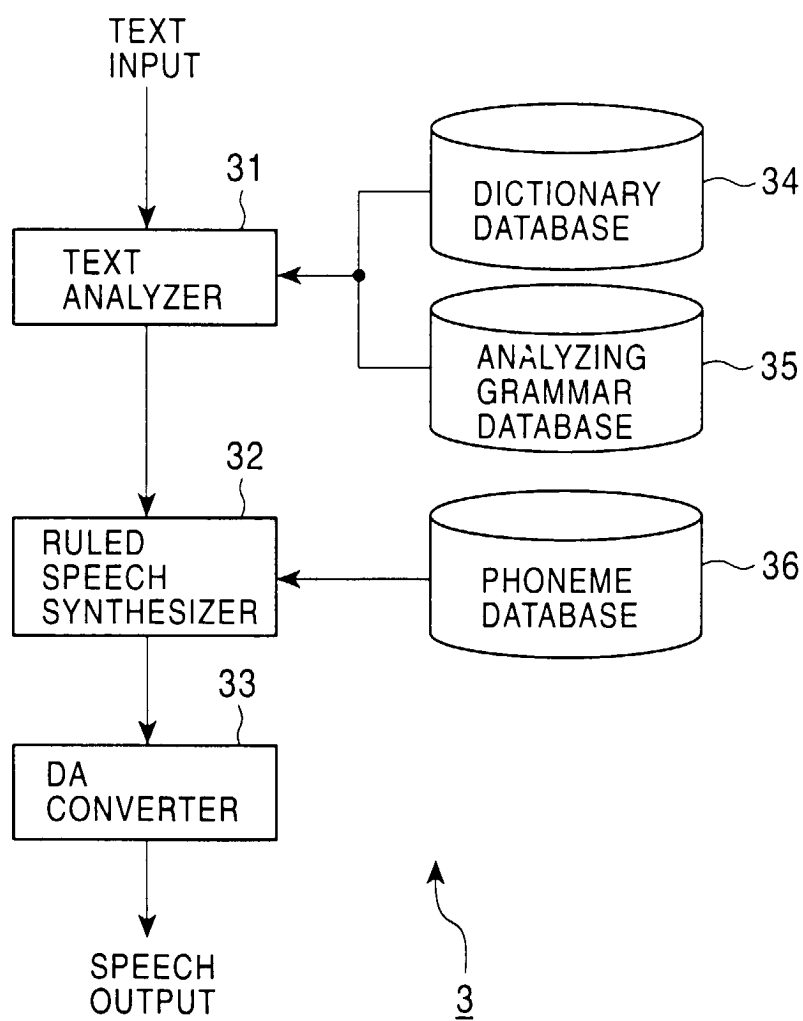 TEXT
INPUT
31
TEXT
ANALYZER
DICTIONARY
DATABASE
34
ANALYZING
GRAMMAR
DATABASE
35
32
RULED
SPEECH
SYNTHESIZER
PHONEME
DATABASE
36
33
DA
CONVERTER
SPEECH
OUTPUT
3